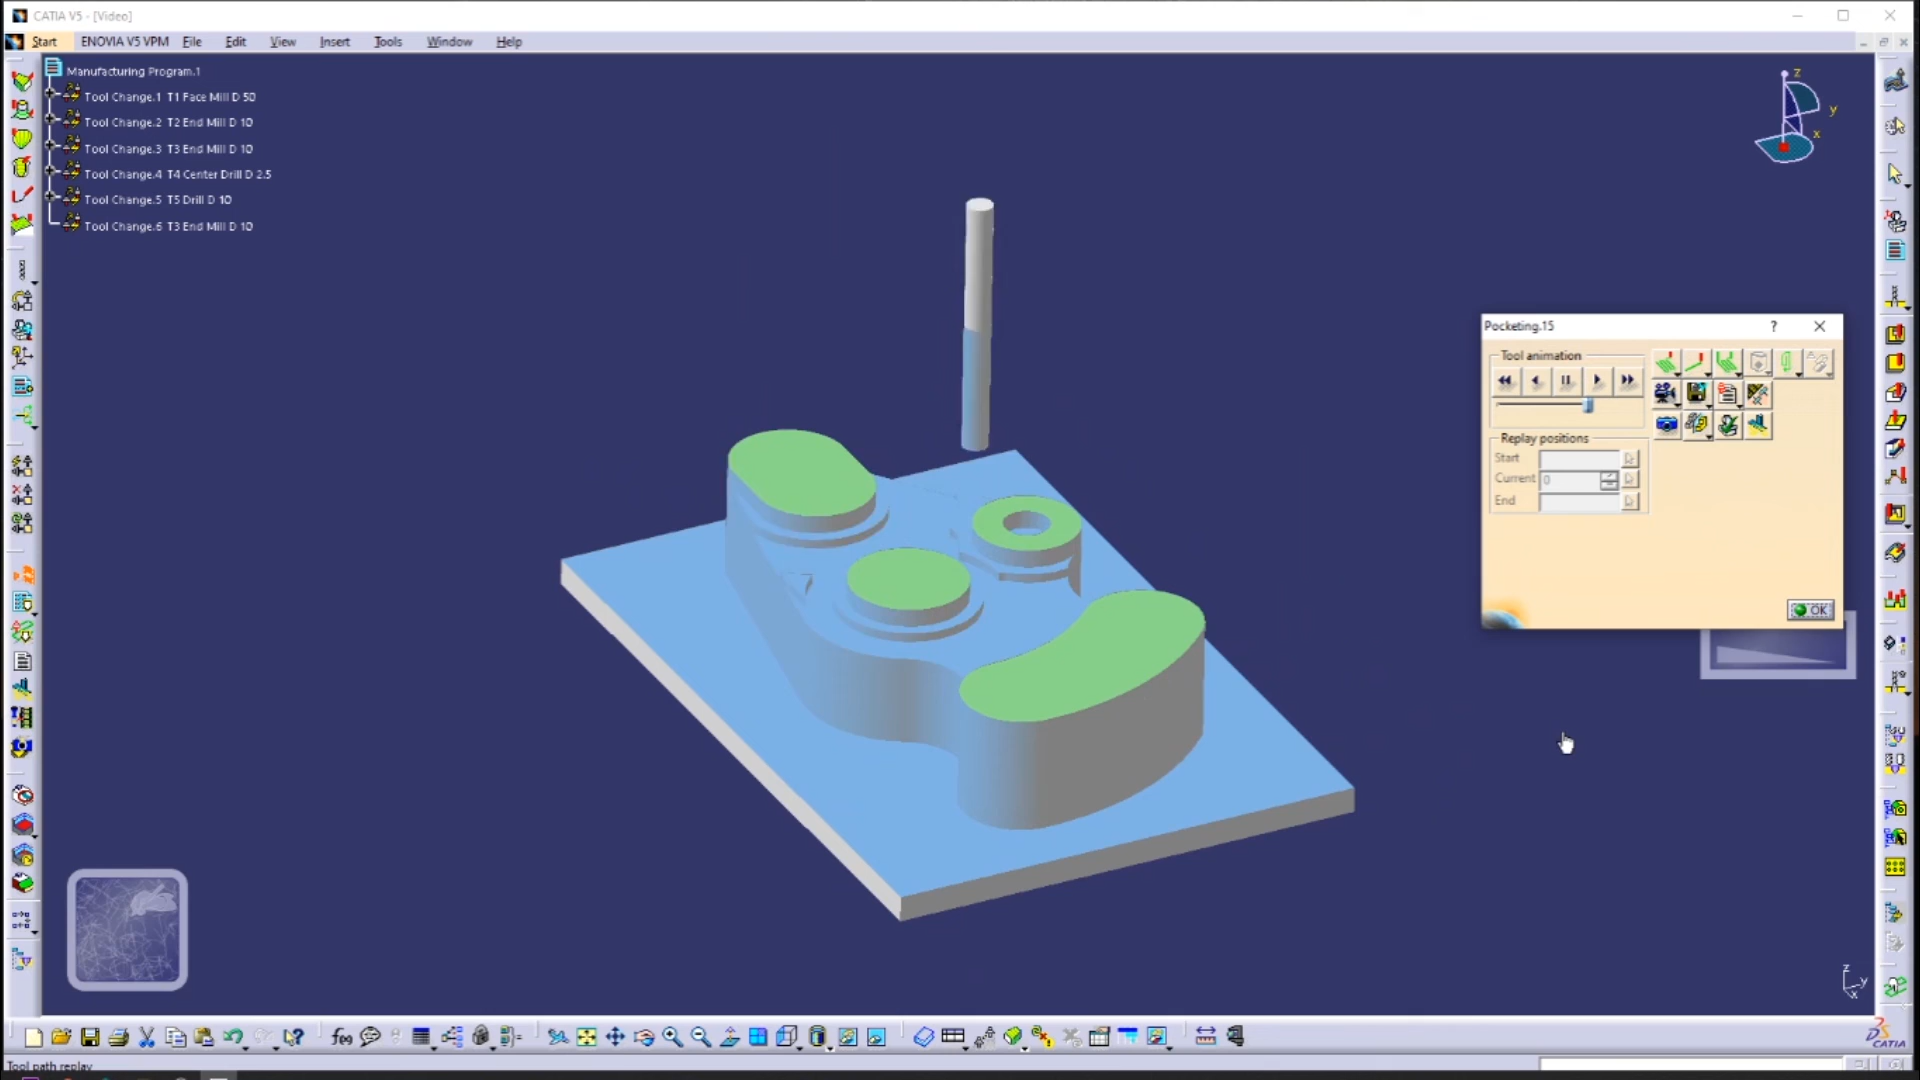 CATIA V5 - [Video]
Start ENOVIA V5 VPM File Edit View Insert Tools Window Help
Manufacturing Program.1
Tool Change.1 T1 Face Mill D 50
Tool Change.2 T2 End Mill D 10
Tool Change.3 T3 End Mill D 10
Tool Change.4 T4 Center Drill D 2.5
Tool Change.5 T5 Drill D 10
Tool Change.6 T3 End Mill D 10
z
y
x
Pocketing.15 ?
Tool animation
Replay positions
Start
Current 0
End
OK
z
y
x
f(x)
CATIA
Tool path replay